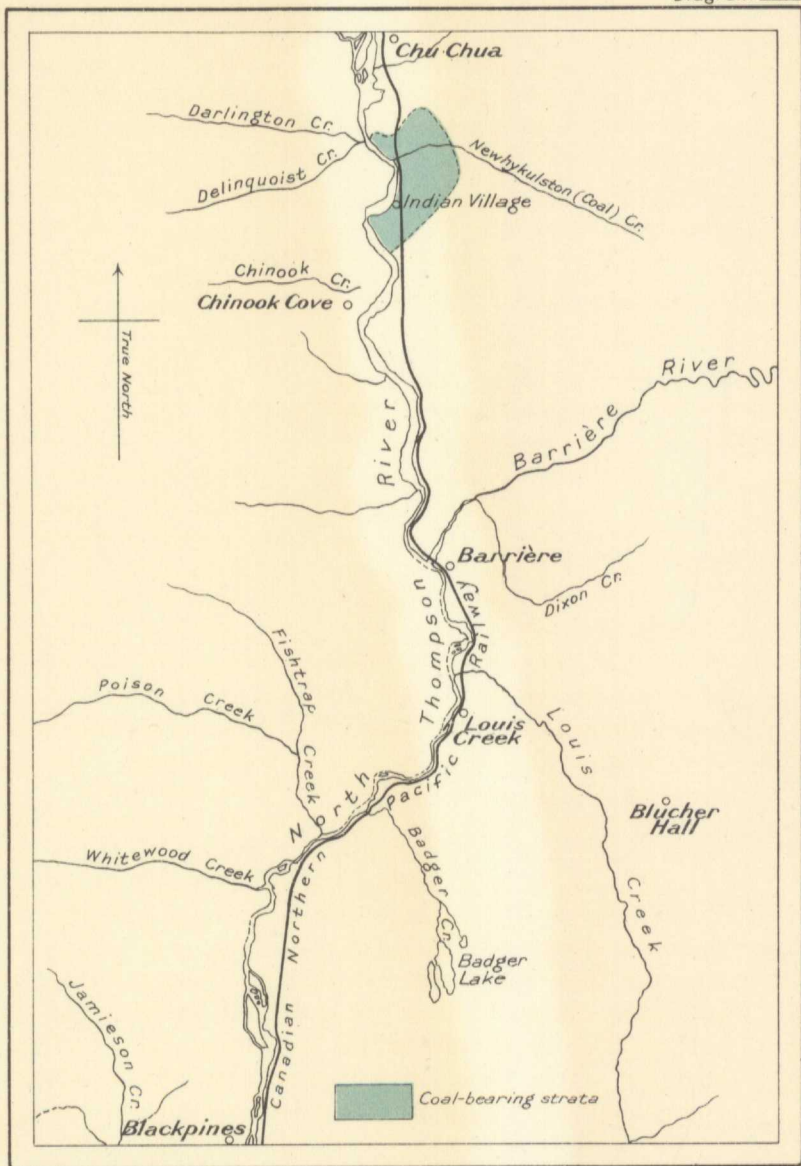 Chu Chua
Darlington Cr.
Delinquoist Cr.
Newhykulston (Coal) Cr.
Indian Village
Chinook Cr.
Chinook Cove
True North
Barrière River
Barrière
Dixon Cr.
North Thompson River
Canadian Northern Pacific Railway
Fishtrap Creek
Poison Creek
Louis Creek
Louis
Creek
Blucher
Hall
Whitewood Creek
Badger Cr.
Badger
Lake
Jamieson Cr.
Coal-bearing strata
Blackpines